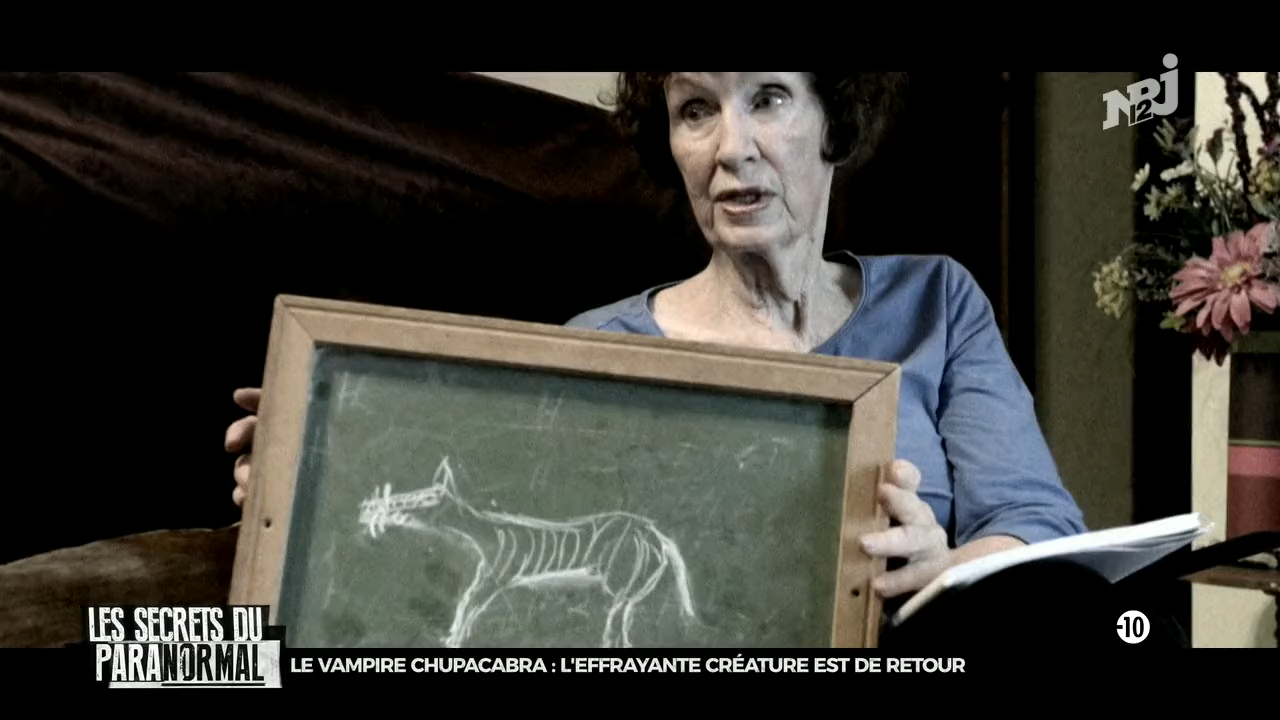 NRJ
12
-10
LES SECRETS DU
PARANORMAL
LE VAMPIRE CHUPACABRA : L'EFFRAYANTE CRÉATURE EST DE RETOUR